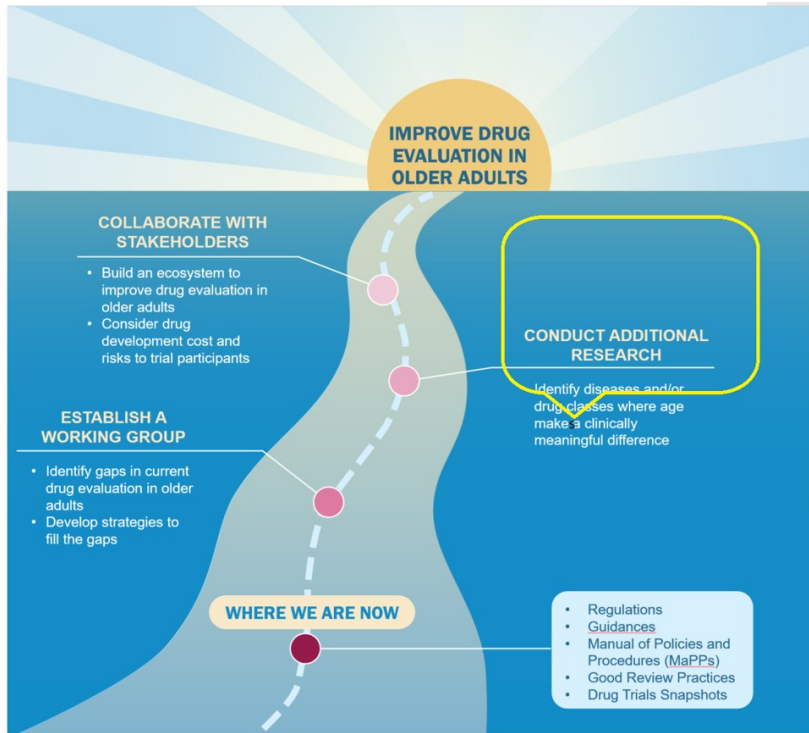 IMPROVE DRUG
EVALUATION IN
OLDER ADULTS
COLLABORATE WITH
STAKEHOLDERS
• Build an ecosystem to
improve drug evaluation in
older adults
• Consider drug
development cost and
risks to trial participants
CONDUCT ADDITIONAL
RESEARCH
Identify diseases and/or
drug classes where age
makes a clinically
meaningful difference
ESTABLISH A
WORKING GROUP
• Identify gaps in current
drug evaluation in older
adults
• Develop strategies to
fill the gaps
WHERE WE ARE NOW
• Regulations
• Guidances
• Manual of Policies and
Procedures (MaPPs)
• Good Review Practices
• Drug Trials Snapshots